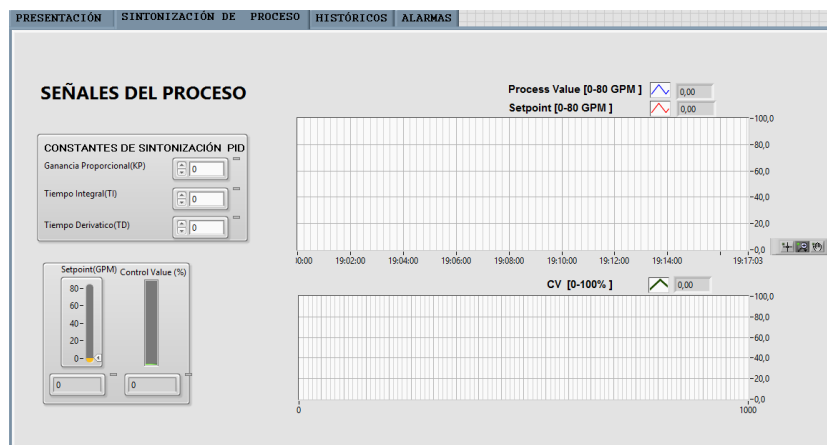 PRESENTACIÓN SINTONIZACIÓN DE PROCESO HISTÓRICOS ALARMAS
SEÑALES DEL PROCESO
CONSTANTES DE SINTONIZACIÓN PID
Ganancia Proporcional(KP) 0
Tiempo Integral(TI) 0
Tiempo Derivatico(TD) 0
Setpoint(GPM) Control Value (%)
80-
60-
40-
20-
0-
0 0
Process Value [0-80 GPM ] 0,00
Setpoint [0-80 GPM ] 0,00
-100,0
-80,0
-60,0
-40,0
-20,0
-0,0
00:00 19:02:00 19:04:00 19:06:00 19:08:00 19:10:00 19:12:00 19:14:00 19:17:03
CV [0-100% ] 0,00
-100,0
-80,0
-60,0
-40,0
-20,0
-0,0
0 1000